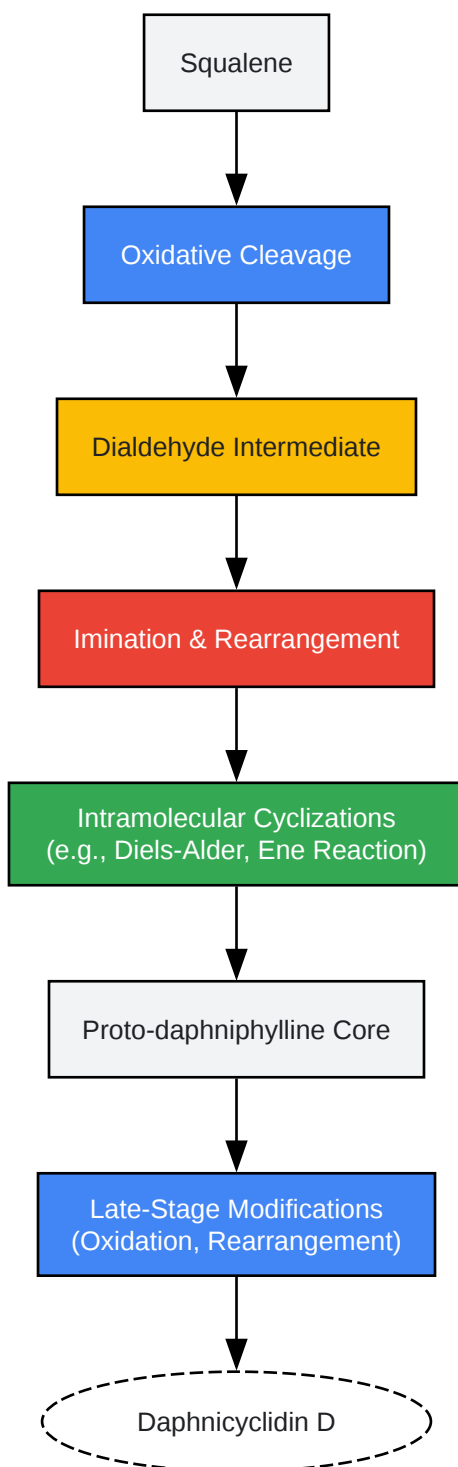 Squalene
Oxidative Cleavage
Dialdehyde Intermediate
Imination & Rearrangement
Intramolecular Cyclizations
(e.g., Diels-Alder, Ene Reaction)
Proto-daphniphylline Core
Late-Stage Modifications
(Oxidation, Rearrangement)
Daphnicyclidin D